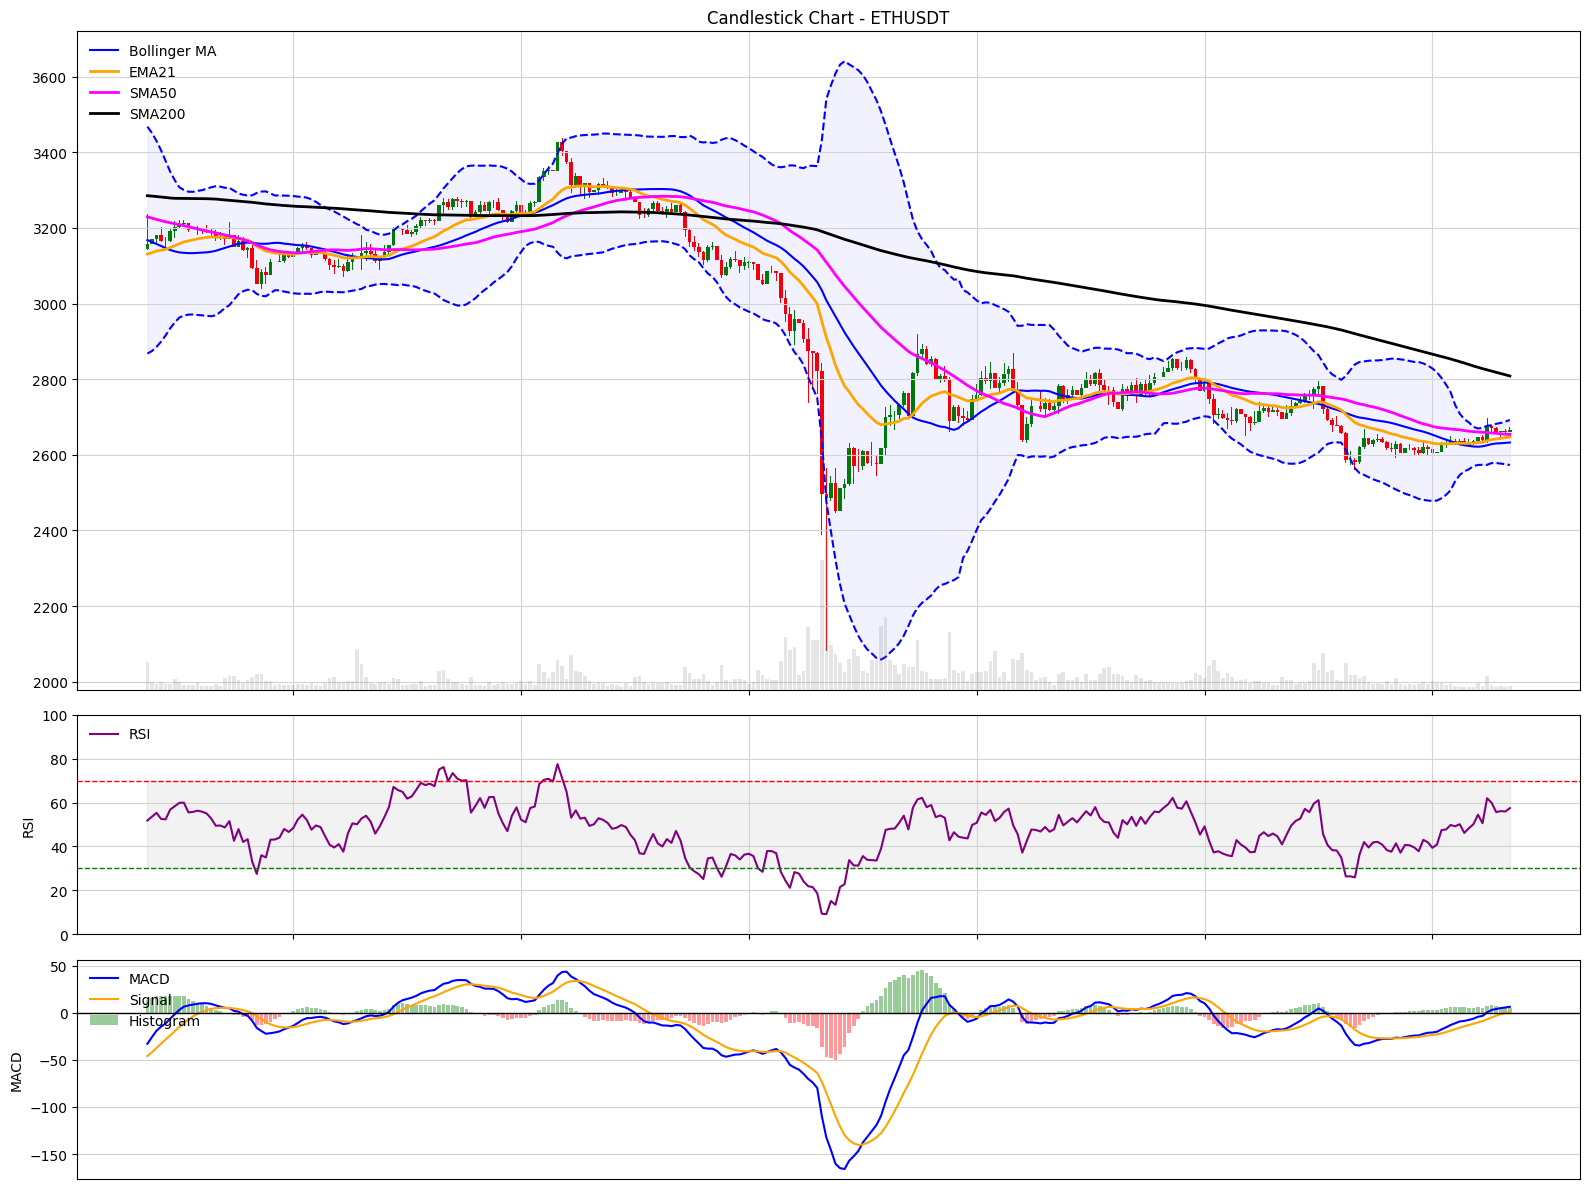 Candlestick Chart - ETHUSDT
Bollinger MA
EMA21
SMA50
SMA200
3600
3400
3200
3000
2800
2600
2400
2200
2000
RSI
RSI
100
80
60
40
20
0
MACD
Signal
Histogram
MACD
50
0
−50
−100
−150